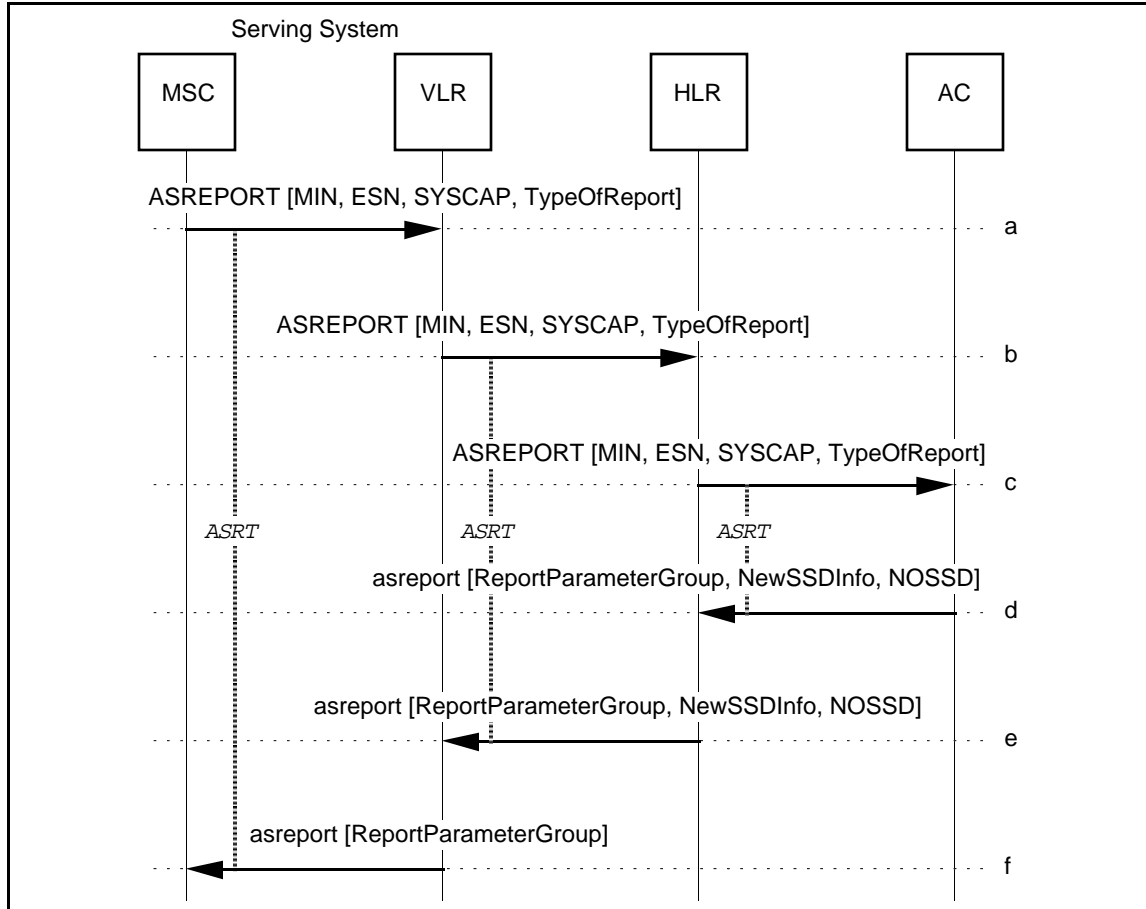 Serving System
MSC
VLR
HLR
AC
ASREPORT [MIN, ESN, SYSCAP, TypeOfReport]
a
ASREPORT [MIN, ESN, SYSCAP, TypeOfReport]
b
ASREPORT [MIN, ESN, SYSCAP, TypeOfReport]
c
ASRT
ASRT
ASRT
asreport [ReportParameterGroup, NewSSDInfo, NOSSD]
d
asreport [ReportParameterGroup, NewSSDInfo, NOSSD]
e
asreport [ReportParameterGroup]
f